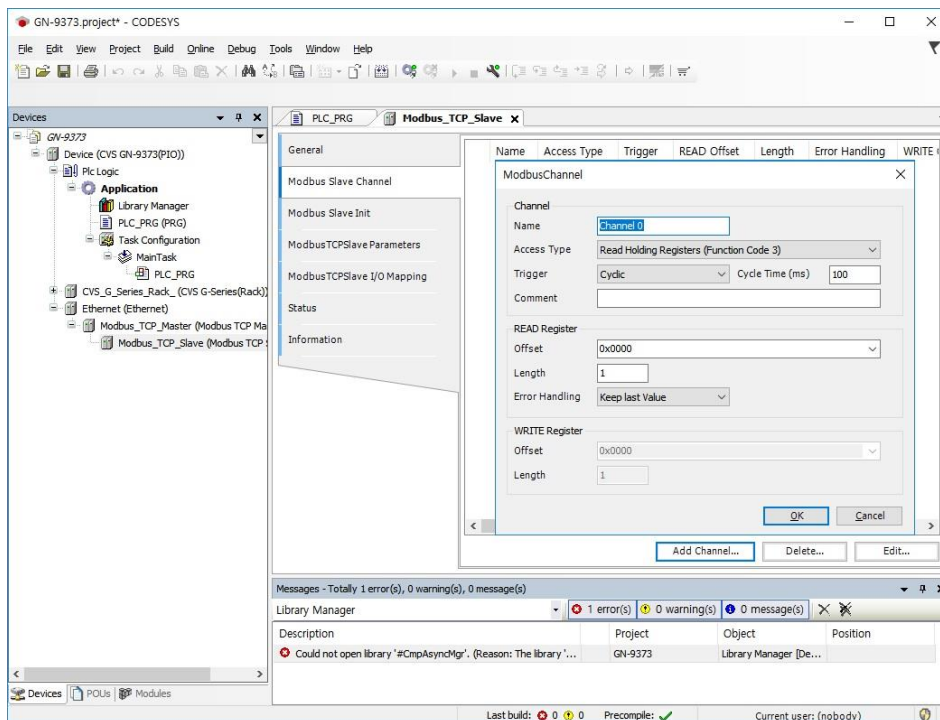 GN-9373.project* - CODESYS
File Edit View Project Build Online Debug Tools Window Help
Devices
GN-9373
Device (CVS GN-9373(PIO))
Plc Logic
Application
Library Manager
PLC_PRG (PRG)
Task Configuration
MainTask
PLC_PRG
CVS_G_Series_Rack_ (CVS G-Series(Rack))
Ethernet (Ethernet)
Modbus_TCP_Master (Modbus TCP Ma
Modbus_TCP_Slave (Modbus TCP
Devices POUs Modules
PLC_PRG Modbus_TCP_Slave
General
Modbus Slave Channel
Modbus Slave Init
ModbusTCPSlave Parameters
ModbusTCPSlave I/O Mapping
Status
Information
Name Access Type Trigger READ Offset Length Error Handling WRITE
ModbusChannel
Channel
Name Channel 0
Access Type Read Holding Registers (Function Code 3)
Trigger Cyclic Cycle Time (ms) 100
Comment
READ Register
Offset 0x0000
Length 1
Error Handling Keep last Value
WRITE Register
Offset 0x0000
Length 1
OK Cancel
Add Channel... Delete... Edit...
Messages - Totally 1 error(s), 0 warning(s), 0 message(s)
Library Manager 1 error(s) 0 warning(s) 0 message(s)
Description Project Object Position
Could not open library '#CmpAsyncMgr'. (Reason: The library '... GN-9373 Library Manager [De...
Last build: 0 0 Precompile: Current user: (nobody)